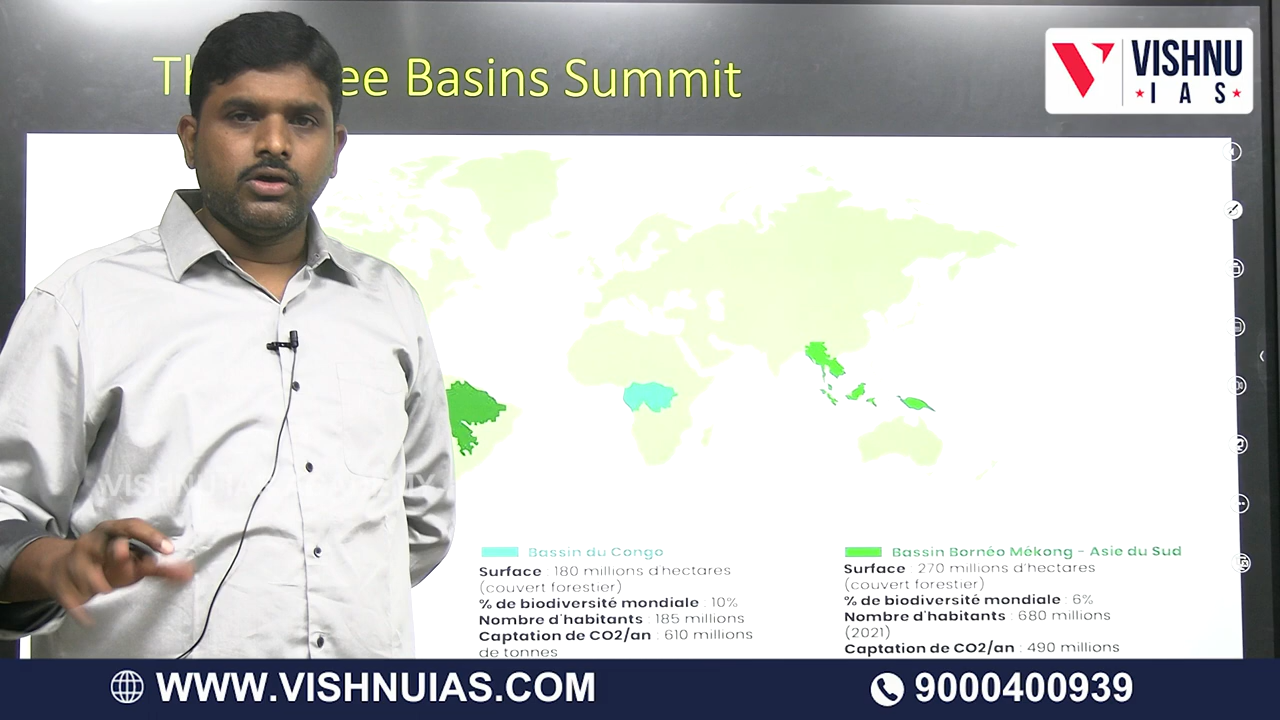 Th ee Basins Summit
VISHNU
IAS
VISHNU IAS ACADEMY
Bassin du Congo
Surface : 180 millions d'hectares
(couvert forestier)
% de biodiversité mondiale : 10%
Nombre d'habitants : 185 millions
Captation de CO2/an : 610 millions
de tonnes
Bassin Bornéo Mékong - Asie du Sud
Surface : 270 millions d'hectares
(couvert forestier)
% de biodiversité mondiale : 6%
Nombre d'habitants : 680 millions
(2021)
Captation de CO2/an : 490 millions
WWW.VISHNUIAS.COM
9000400939